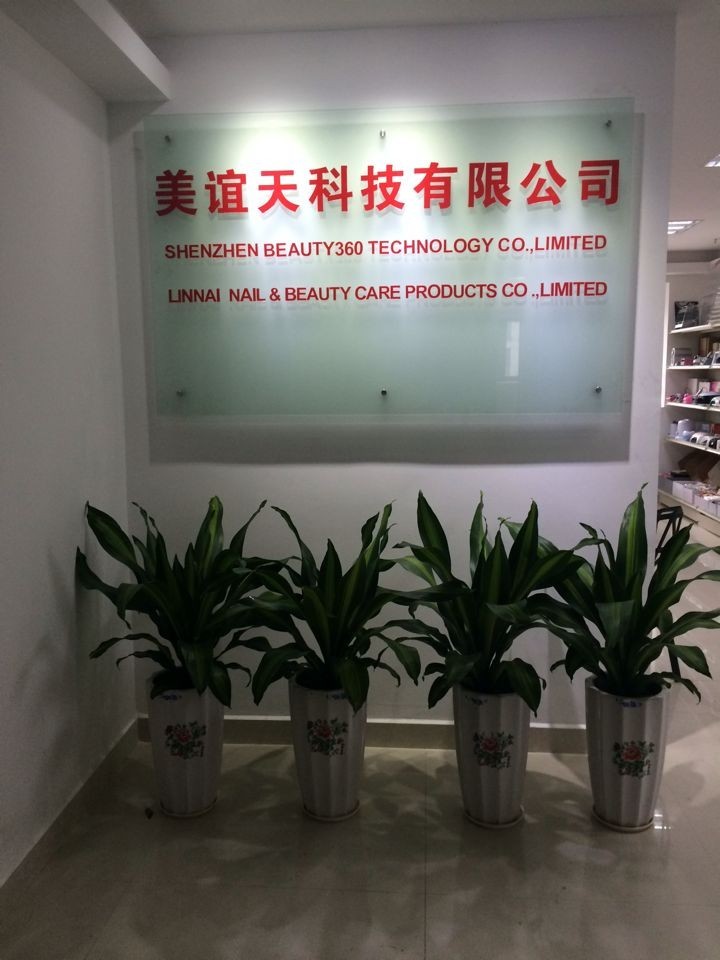 美谊天科技有限公司
SHENZHEN BEAUTY360 TECHNOLOGY CO.,LIMITED
LINNAI NAIL & BEAUTY CARE PRODUCTS CO .,LIMITED